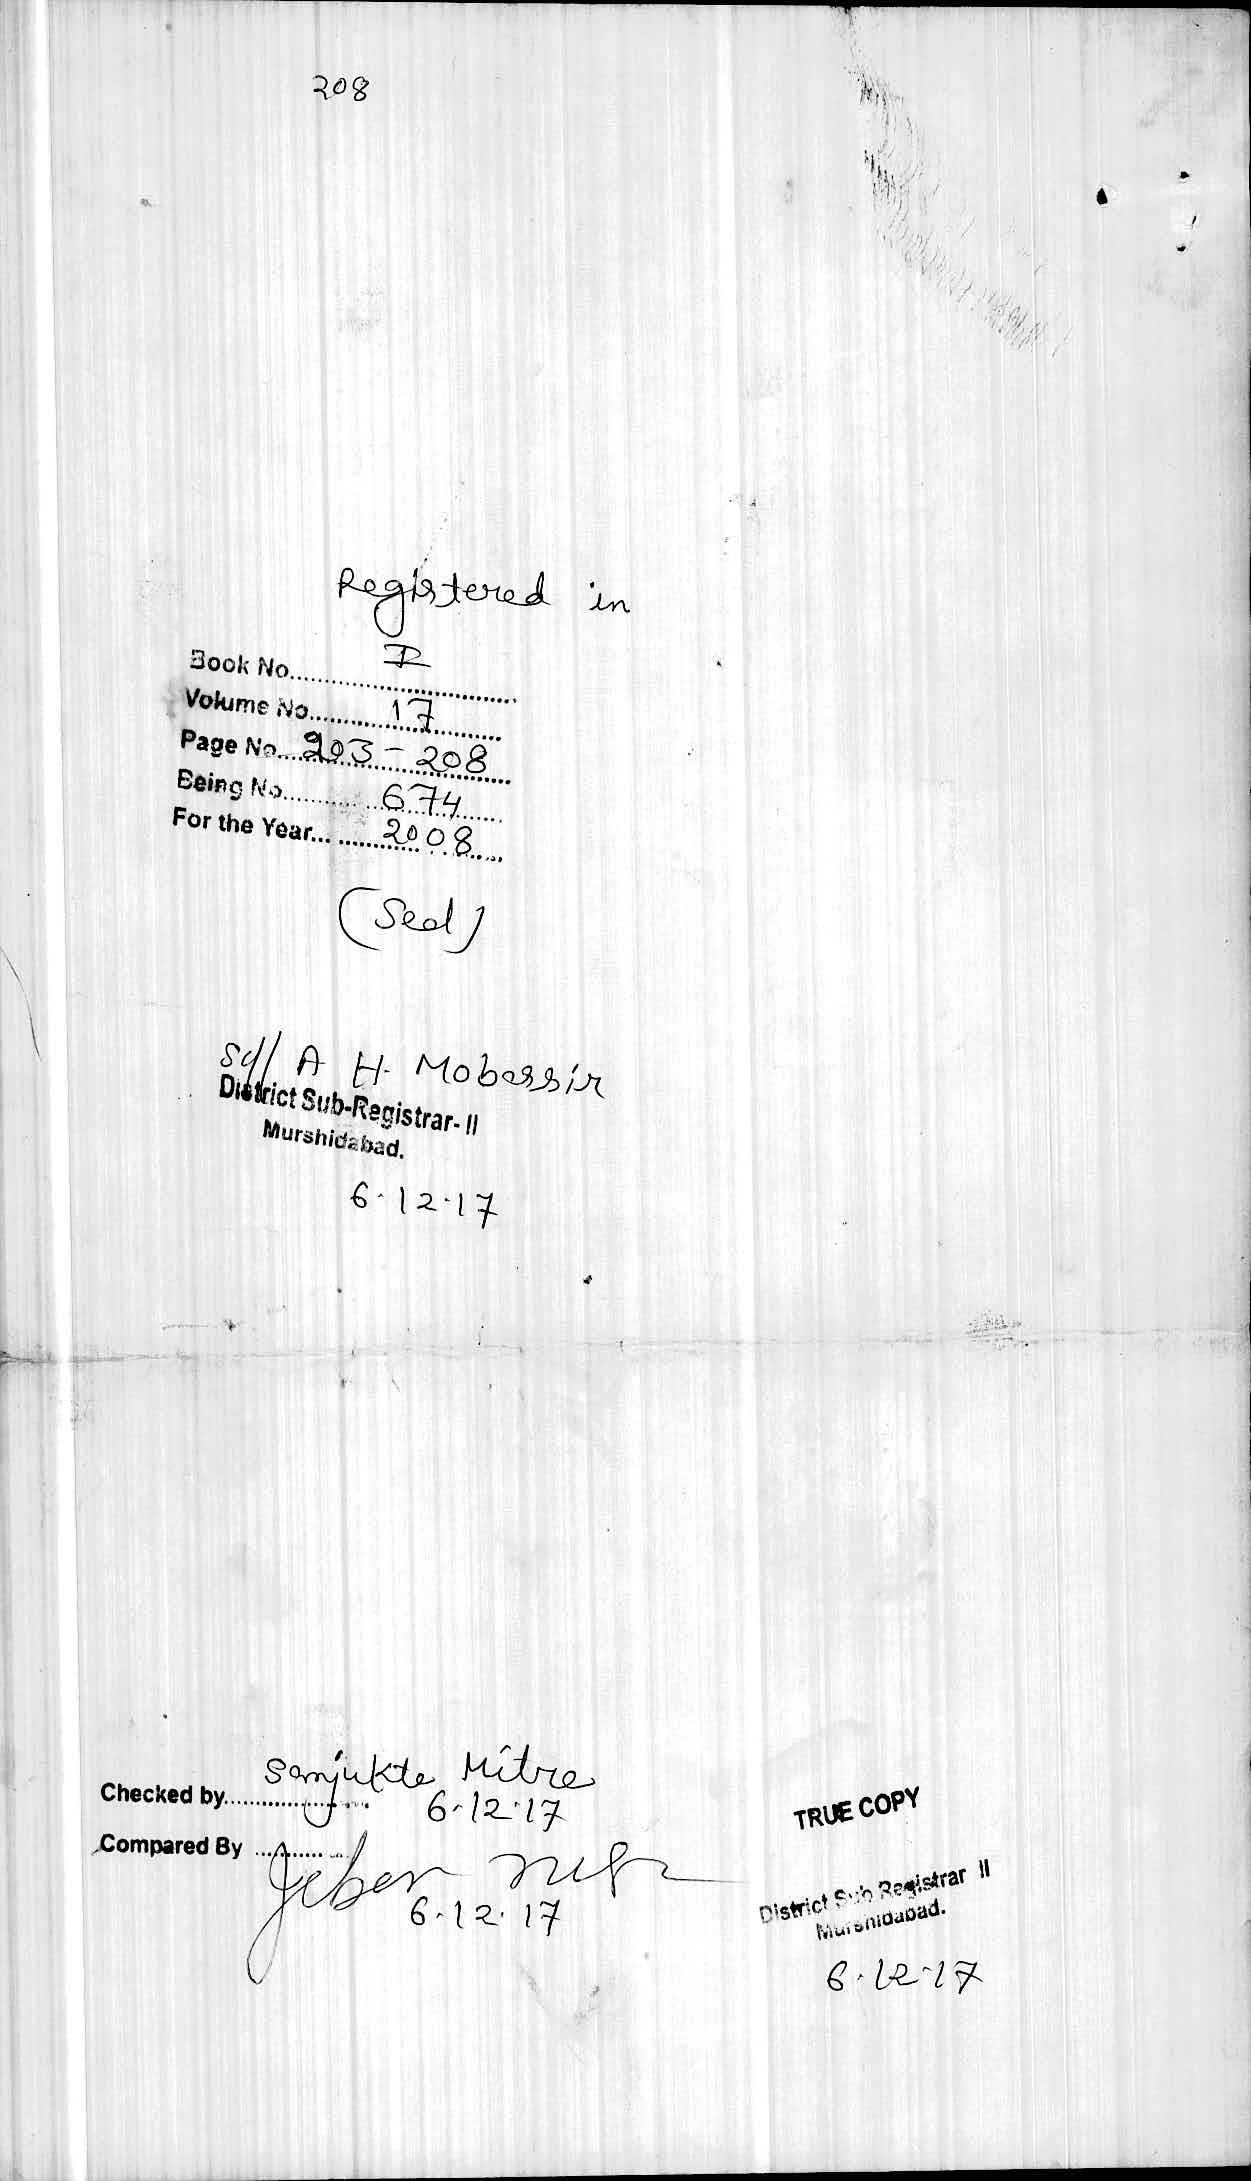 208
Registered in
Book No. I
Volume No. 17
Page No. 203 - 208
Being No. 674
For the Year... 2008
(Seal)
Sd/ A H. Mobassir
District Sub-Registrar- II
Murshidabad.
6.12.17
Sanjukta Mitra
Checked by.................... 6.12.17
Compared By ............
6.12.17
TRUE COPY
District Sub Registrar II
Murshidabad.
6.12.17